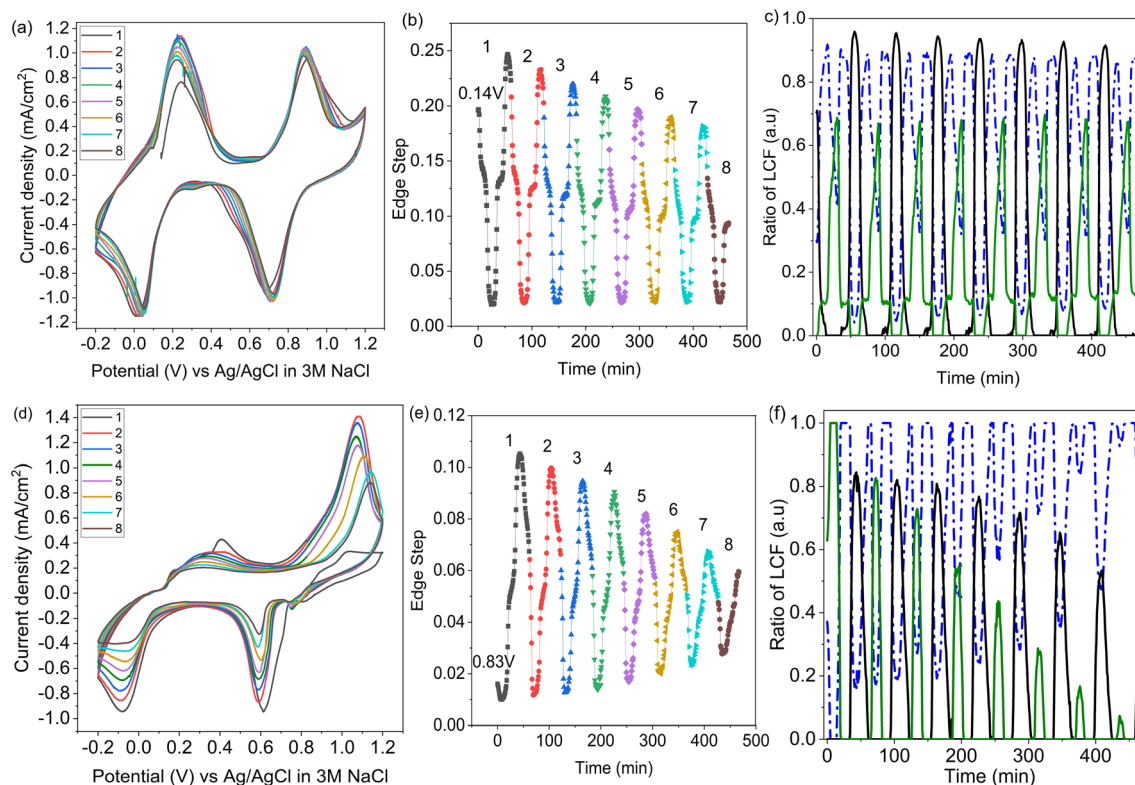 (a)
1
2
3
4
5
6
7
8
1.2
1.0
0.8
0.6
0.4
0.2
0.0
-0.2
-0.4
-0.6
-0.8
-1.0
-1.2
Current density (mA/cm2)
-0.2 0.0 0.2 0.4 0.6 0.8 1.0 1.2
Potential (V) vs Ag/AgCl in 3M NaCl
(b)
0.25
0.20
0.15
0.10
0.05
0.00
Edge Step
0.14V
1 2 3 4 5 6 7 8
0 100 200 300 400 500
Time (min)
c)
1.0
0.8
0.6
0.4
0.2
0.0
Ratio of LCF (a.u)
0 100 200 300 400
Time (min)
(d)
1
2
3
4
5
6
7
8
1.4
1.2
1.0
0.8
0.6
0.4
0.2
0.0
-0.2
-0.4
-0.6
-0.8
-1.0
Current density (mA/cm2)
-0.2 0.0 0.2 0.4 0.6 0.8 1.0 1.2
Potential (V) vs Ag/AgCl in 3M NaCl
(e)
0.12
0.10
0.08
0.06
0.04
0.02
0.00
Edge Step
0.83V
1 2 3 4 5 6 7 8
0 100 200 300 400 500
Time (min)
(f)
1.0
0.8
0.6
0.4
0.2
0.0
Ratio of LCF (a.u)
0 100 200 300 400
Time (min)